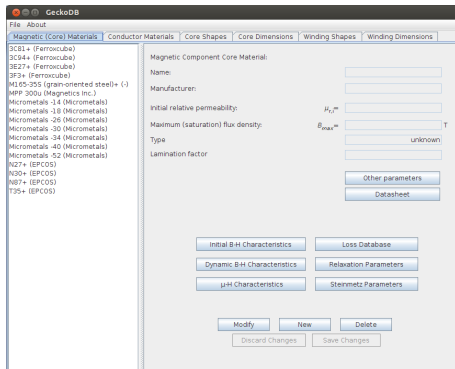 GeckoDB
File About
Magnetic (Core) Materials Conductor Materials Core Shapes Core Dimensions Winding Shapes Winding Dimensions
3C81+ (Ferroxcube)
3C94+ (Ferroxcube)
3E27+ (Ferroxcube)
3F3+ (Ferroxcube)
M165-35S (grain-oriented steel)+ (-)
MPP 300u (Magnetics Inc.)
Micrometals -14 (Micrometals)
Micrometals -18 (Micrometals)
Micrometals -26 (Micrometals)
Micrometals -30 (Micrometals)
Micrometals -34 (Micrometals)
Micrometals -40 (Micrometals)
Micrometals -52 (Micrometals)
N27+ (EPCOS)
N30+ (EPCOS)
N87+ (EPCOS)
T35+ (EPCOS)
Magnetic Component Core Material:
Name:
Manufacturer:
Initial relative permeability: μr,i=
Maximum (saturation) flux density: Bmax= T
Type unknown
Lamination factor
Other parameters
Datasheet
Initial B-H Characteristics Loss Database
Dynamic B-H Characteristics Relaxation Parameters
μ-H Characteristics Steinmetz Parameters
Modify New Delete
Discard Changes Save Changes